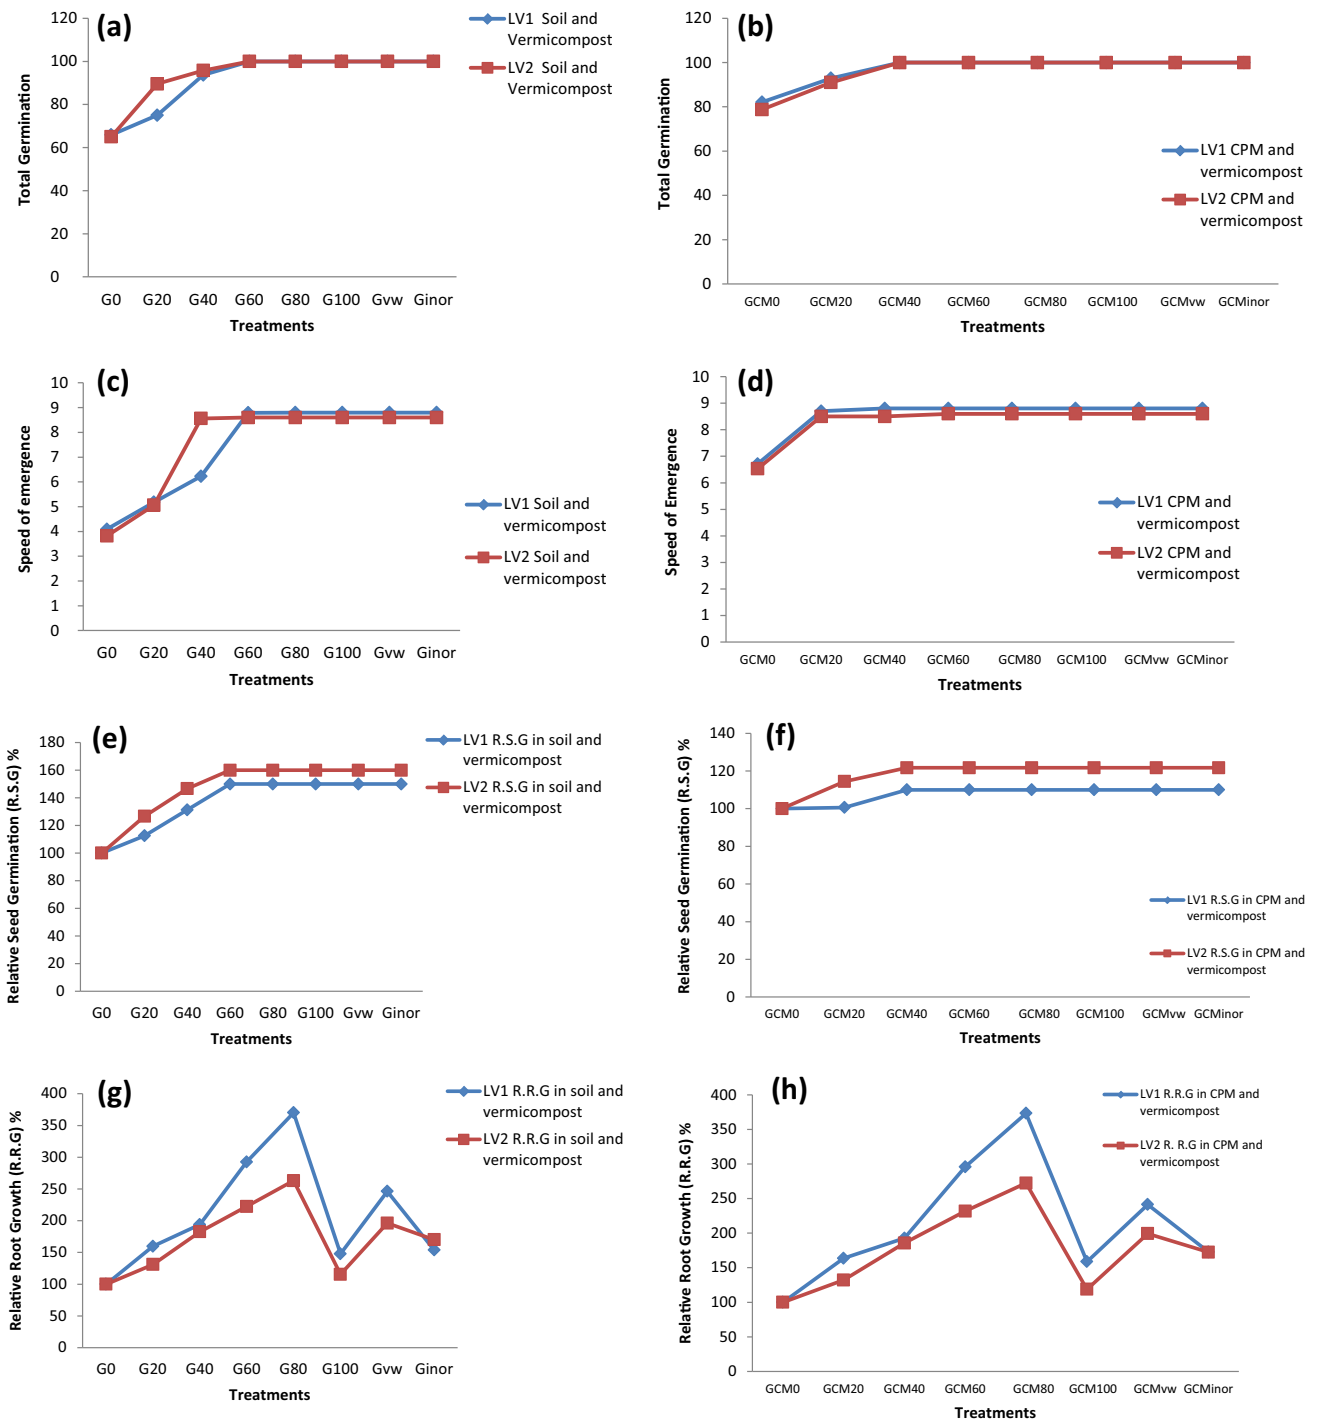 (a)
120
100
80
60
40
20
0
Total Germination
G0 G20 G40 G60 G80 G100 Gvw Ginor
Treatments
LV1 Soil and
Vermicompost
LV2 Soil and
Vermicompost
(b)
120
100
80
60
40
20
0
Total Germination
GCM0 GCM20 GCM40 GCM60 GCM80 GCM100 GCMvw GCMinor
Treatments
LV1 CPM and
vermicompost
LV2 CPM and
vermicompost
(c)
10
9
8
7
6
5
4
3
2
1
0
Speed of emergence
G0 G20 G40 G60 G80 G100 Gvw Ginor
Treatments
LV1 Soil and
vermicompost
LV2 Soil and
vermicompost
(d)
10
9
8
7
6
5
4
3
2
1
0
Speed of Emergence
GCM0 GCM20 GCM40 GCM60 GCM80 GCM100 GCMvw GCMinor
Treatments
LV1 CPM and
vermicompost
LV2 CPM and
vermicompost
(e)
180
160
140
120
100
80
60
40
20
0
Relative Seed Germination (R.S.G) %
G0 G20 G40 G60 G80 G100 Gvw Ginor
Treatments
LV1 R.S.G in soil and
vermicompost
LV2 R.S.G in soil and
vermicompost
(f)
140
120
100
80
60
40
20
0
Relative Seed Germination (R.S.G) %
GCM0 GCM20 GCM40 GCM60 GCM80 GCM100 GCMvw GCMinor
Treatments
LV1 R.S.G in CPM and
vermicompost
LV2 R.S.G in CPM and
vermicompost
(g)
400
350
300
250
200
150
100
50
0
Relative Root Growth (R.R.G) %
G0 G20 G40 G60 G80 G100 Gvw Ginor
Treatments
LV1 R.R.G in soil and
vermicompost
LV2 R.R.G in soil and
vermicompost
(h)
400
350
300
250
200
150
100
50
0
Relative Root Growth (R.R.G) %
GCM0 GCM20 GCM40 GCM60 GCM80 GCM100 GCMvw GCMinor
Treatments
LV1 R.R.G in CPM and
vermicompost
LV2 R. R.G in CPM and
vermicompost